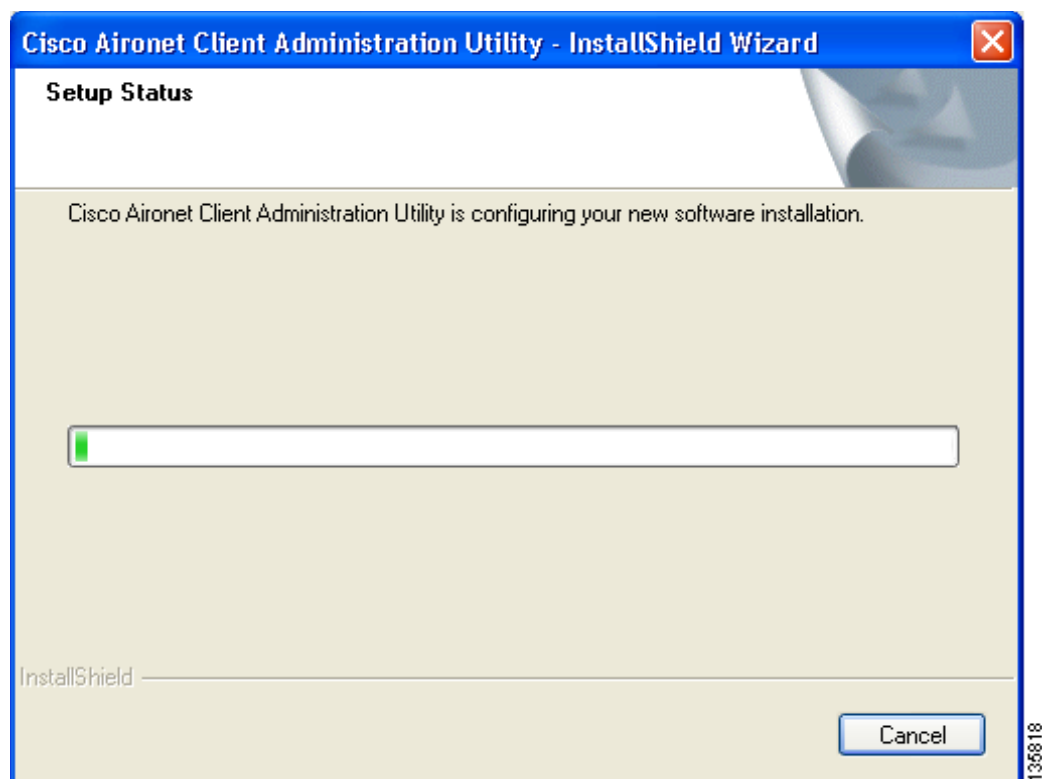 Cisco Aironet Client Administration Utility - InstallShield Wizard
Setup Status
Cisco Aironet Client Administration Utility is configuring your new software installation.
InstallShield
Cancel
135818